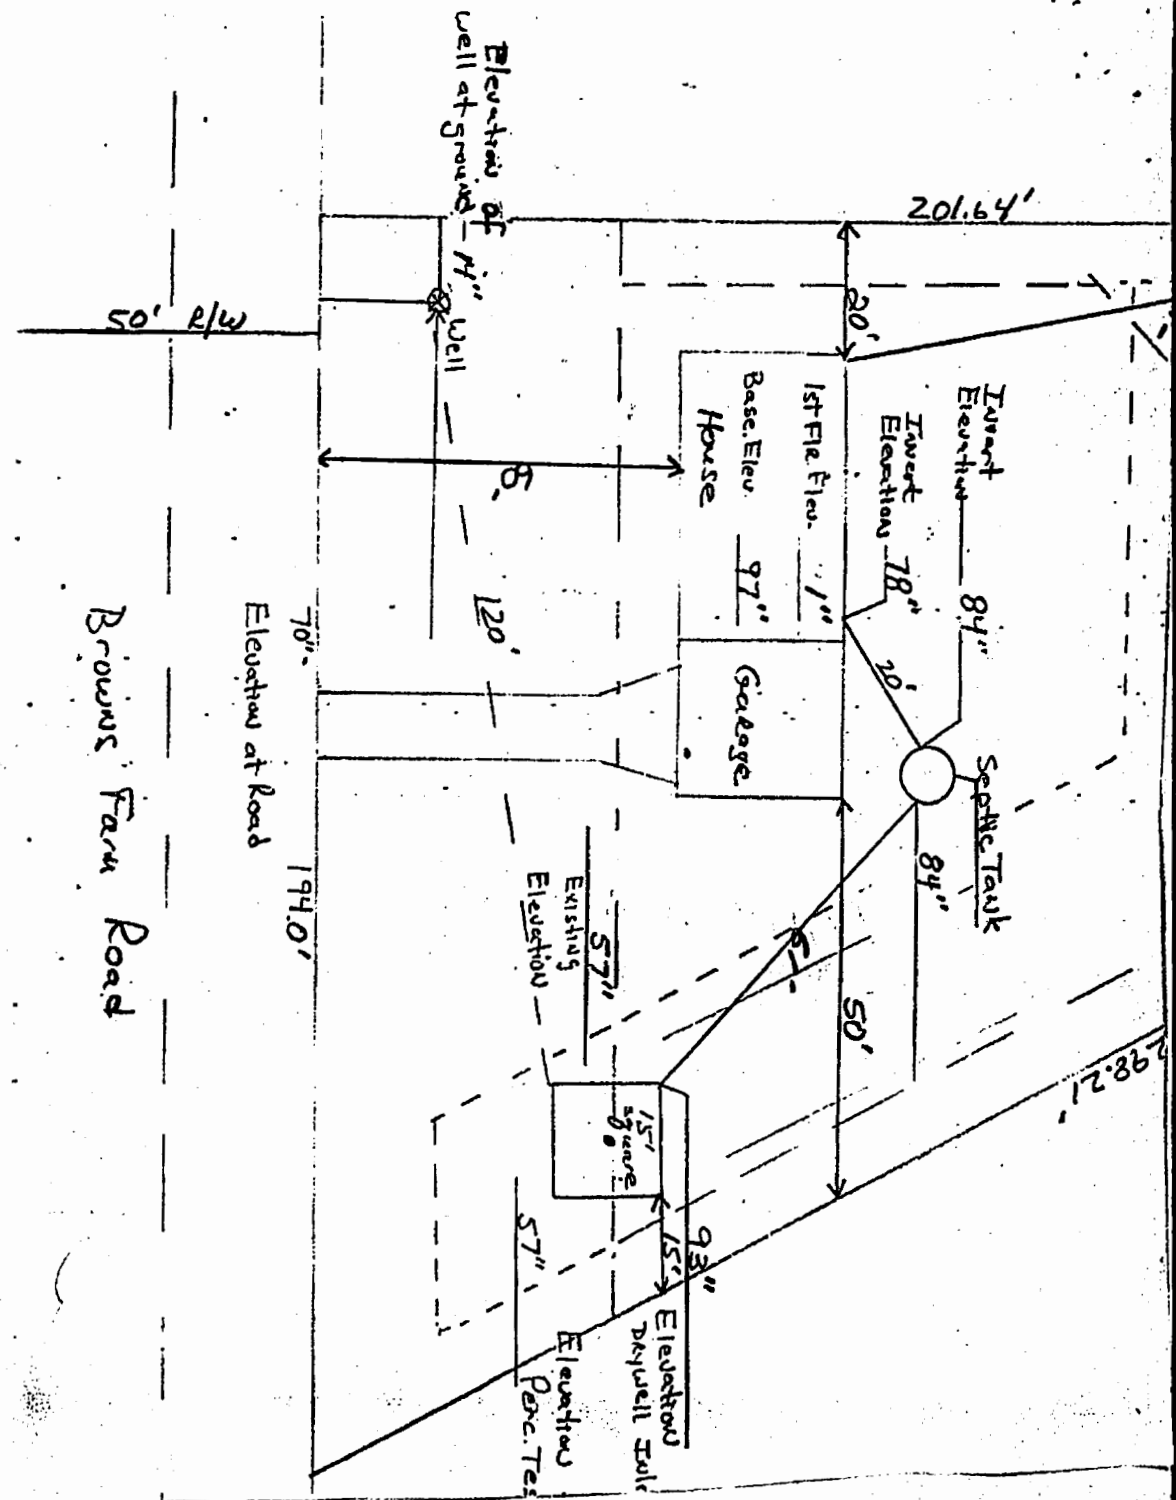 201.64'
Elevation of
well at ground - 14"
Well
50' R/W
20'
House
Base. Elev. 97"
1st Flr. Elev. 1"
Invert
Elevation 78"
Invert
Elevation 84"
20'
Septic Tank
84"
Garage
120'
70"
Elevation at Road
194.0'
Browns Farm Road
Existing
Elevation
57"
50'
298.21'
15'
square
15'
93"
Elevation
Drywell
57"
Elevation
Perc.